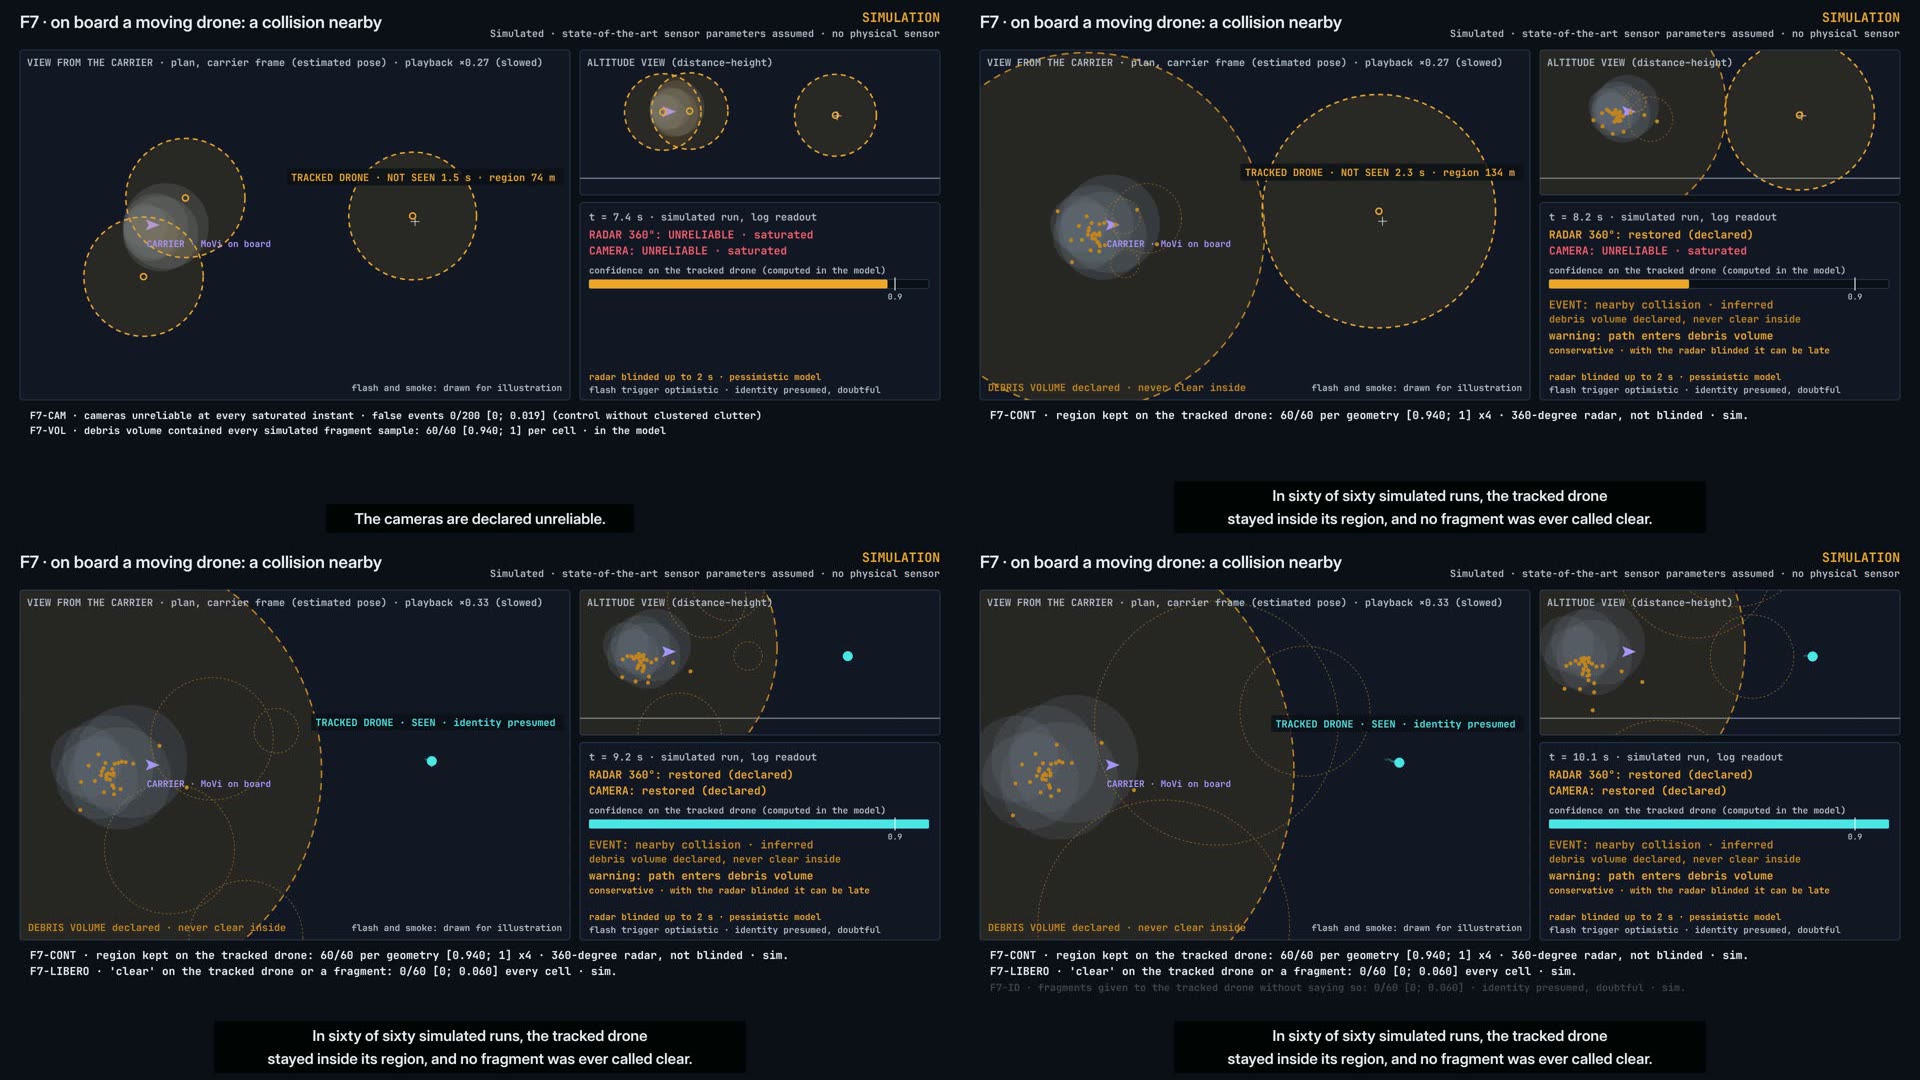 F7 · on board a moving drone: a collision nearby
SIMULATION
Simulated · state-of-the-art sensor parameters assumed · no physical sensor
VIEW FROM THE CARRIER · plan, carrier frame (estimated pose) · playback ×0.27 (slowed)
TRACKED DRONE · NOT SEEN 1.5 s · region 74 m
CARRIER · MoVi on board
flash and smoke: drawn for illustration
ALTITUDE VIEW (distance-height)
t = 7.4 s · simulated run, log readout
RADAR 360°: UNRELIABLE · saturated
CAMERA: UNRELIABLE · saturated
confidence on the tracked drone (computed in the model)
0.9
radar blinded up to 2 s · pessimistic model
flash trigger optimistic · identity presumed, doubtful
F7-CAM · cameras unreliable at every saturated instant · false events 0/200 [0; 0.019] (control without clustered clutter)
F7-VOL · debris volume contained every simulated fragment sample: 60/60 [0.940; 1] per cell · in the model
The cameras are declared unreliable.
F7 · on board a moving drone: a collision nearby
SIMULATION
Simulated · state-of-the-art sensor parameters assumed · no physical sensor
VIEW FROM THE CARRIER · plan, carrier frame (estimated pose) · playback ×0.27 (slowed)
TRACKED DRONE · NOT SEEN 2.3 s · region 134 m
CARRIER · MoVi on board
DEBRIS VOLUME declared · never clear inside
flash and smoke: drawn for illustration
ALTITUDE VIEW (distance-height)
t = 8.2 s · simulated run, log readout
RADAR 360°: restored (declared)
CAMERA: UNRELIABLE · saturated
confidence on the tracked drone (computed in the model)
0.9
EVENT: nearby collision · inferred
debris volume declared, never clear inside
warning: path enters debris volume
conservative · with the radar blinded it can be late
radar blinded up to 2 s · pessimistic model
flash trigger optimistic · identity presumed, doubtful
F7-CONT · region kept on the tracked drone: 60/60 per geometry [0.940; 1] x4 · 360-degree radar, not blinded · sim.
In sixty of sixty simulated runs, the tracked drone
stayed inside its region, and no fragment was ever called clear.
F7 · on board a moving drone: a collision nearby
SIMULATION
Simulated · state-of-the-art sensor parameters assumed · no physical sensor
VIEW FROM THE CARRIER · plan, carrier frame (estimated pose) · playback ×0.33 (slowed)
TRACKED DRONE · SEEN · identity presumed
CARRIER · MoVi on board
DEBRIS VOLUME declared · never clear inside
flash and smoke: drawn for illustration
ALTITUDE VIEW (distance-height)
t = 9.2 s · simulated run, log readout
RADAR 360°: restored (declared)
CAMERA: restored (declared)
confidence on the tracked drone (computed in the model)
0.9
EVENT: nearby collision · inferred
debris volume declared, never clear inside
warning: path enters debris volume
conservative · with the radar blinded it can be late
radar blinded up to 2 s · pessimistic model
flash trigger optimistic · identity presumed, doubtful
F7-CONT · region kept on the tracked drone: 60/60 per geometry [0.940; 1] x4 · 360-degree radar, not blinded · sim.
F7-LIBERO · 'clear' on the tracked drone or a fragment: 0/60 [0; 0.060] every cell · sim.
In sixty of sixty simulated runs, the tracked drone
stayed inside its region, and no fragment was ever called clear.
F7 · on board a moving drone: a collision nearby
SIMULATION
Simulated · state-of-the-art sensor parameters assumed · no physical sensor
VIEW FROM THE CARRIER · plan, carrier frame (estimated pose) · playback ×0.33 (slowed)
TRACKED DRONE · SEEN · identity presumed
CARRIER · MoVi on board
DEBRIS VOLUME declared · never clear inside
flash and smoke: drawn for illustration
ALTITUDE VIEW (distance-height)
t = 10.1 s · simulated run, log readout
RADAR 360°: restored (declared)
CAMERA: restored (declared)
confidence on the tracked drone (computed in the model)
0.9
EVENT: nearby collision · inferred
debris volume declared, never clear inside
warning: path enters debris volume
conservative · with the radar blinded it can be late
radar blinded up to 2 s · pessimistic model
flash trigger optimistic · identity presumed, doubtful
F7-CONT · region kept on the tracked drone: 60/60 per geometry [0.940; 1] x4 · 360-degree radar, not blinded · sim.
F7-LIBERO · 'clear' on the tracked drone or a fragment: 0/60 [0; 0.060] every cell · sim.
F7-ID · fragments given to the tracked drone without saying so: 0/60 [0; 0.060] · identity presumed, doubtful · sim.
In sixty of sixty simulated runs, the tracked drone
stayed inside its region, and no fragment was ever called clear.